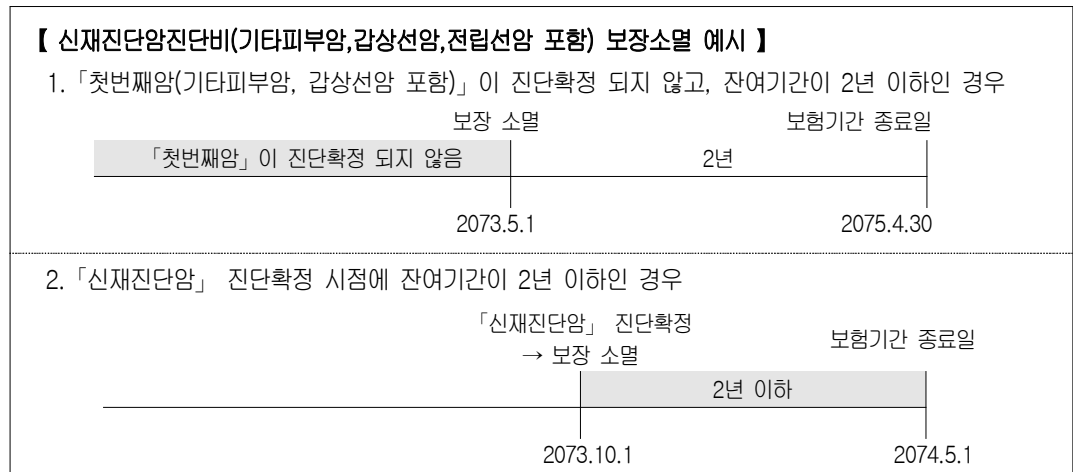 【 신재진단암진단비(기타피부암,갑상선암,전립선암 포함) 보장소멸 예시 】
1.「첫번째암(기타피부암, 갑상선암 포함)」이 진단확정 되지 않고, 잔여기간이 2년 이하인 경우
보장 소멸 보험기간 종료일
「첫번째암」이 진단확정 되지 않음 2년
2073.5.1 2075.4.30
2.「신재진단암」 진단확정 시점에 잔여기간이 2년 이하인 경우
「신재진단암」 진단확정
→ 보장 소멸 보험기간 종료일
2년 이하
2073.10.1 2074.5.1